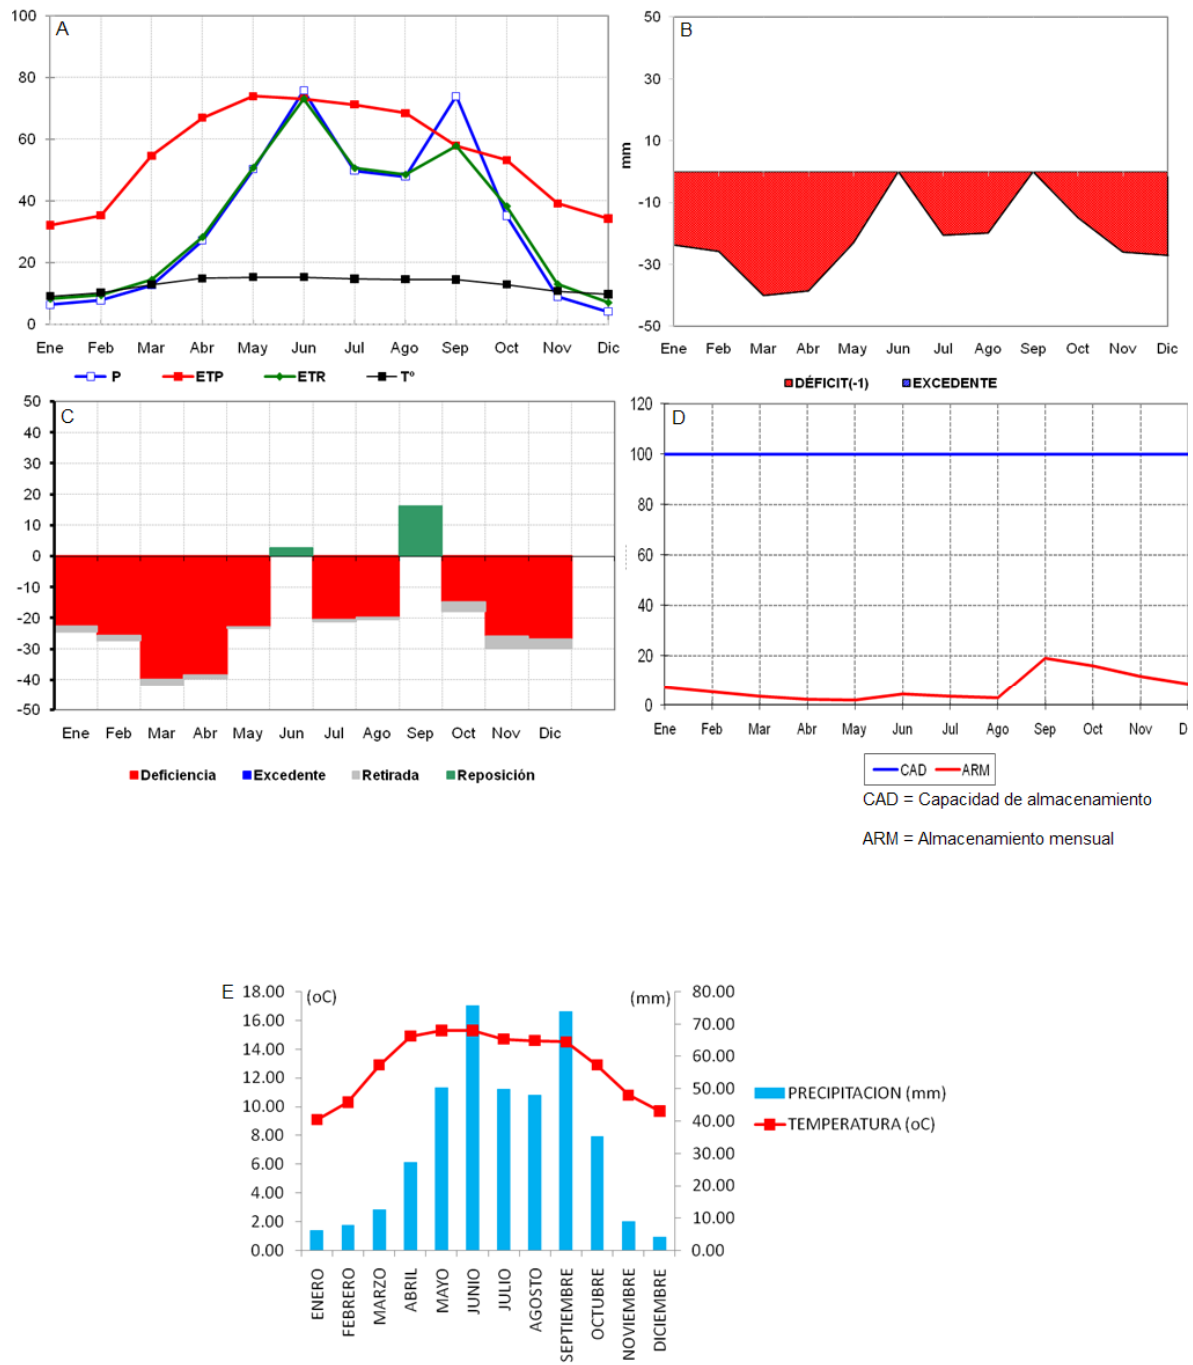 A
100
80
60
40
20
0
Ene Feb Mar Abr May Jun Jul Ago Sep Oct Nov Dic
P ETP ETR Tº
B
mm
50
30
10
-10
-30
-50
Ene Feb Mar Abr May Jun Jul Ago Sep Oct Nov Dic
DÉFICIT(-1) EXCEDENTE
C
50
40
30
20
10
0
-10
-20
-30
-40
-50
Ene Feb Mar Abr May Jun Jul Ago Sep Oct Nov Dic
Deficiencia Excedente Retirada Reposición
D
120
100
80
60
40
20
0
Ene Feb Mar Abr May Jun Jul Ago Sep Oct Nov D
CAD ARM
CAD = Capacidad de almacenamiento
ARM = Almacenamiento mensual
E
(oC) (mm)
18.00
16.00
14.00
12.00
10.00
8.00
6.00
4.00
2.00
0.00
80.00
70.00
60.00
50.00
40.00
30.00
20.00
10.00
0.00
ENERO
FEBRERO
MARZO
ABRIL
MAYO
JUNIO
JULIO
AGOSTO
SEPTIEMBRE
OCTUBRE
NOVIEMBRE
DICIEMBRE
PRECIPITACION (mm)
TEMPERATURA (oC)